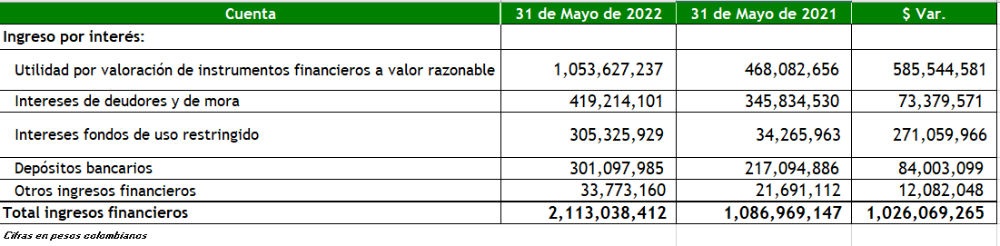 Cuenta 31 de Mayo de 2022 31 de Mayo de 2021 $ Var.
Ingreso por interés:
Utilidad por valoración de instrumentos financieros a valor razonable 1,053,627,237 468,082,656 585,544,581
Intereses de deudores y de mora 419,214,101 345,834,530 73,379,571
Intereses fondos de uso restringido 305,325,929 34,265,963 271,059,966
Depósitos bancarios 301,097,985 217,094,886 84,003,099
Otros ingresos financieros 33,773,160 21,691,112 12,082,048
Total ingresos financieros 2,113,038,412 1,086,969,147 1,026,069,265
Cifras en pesos colombianos